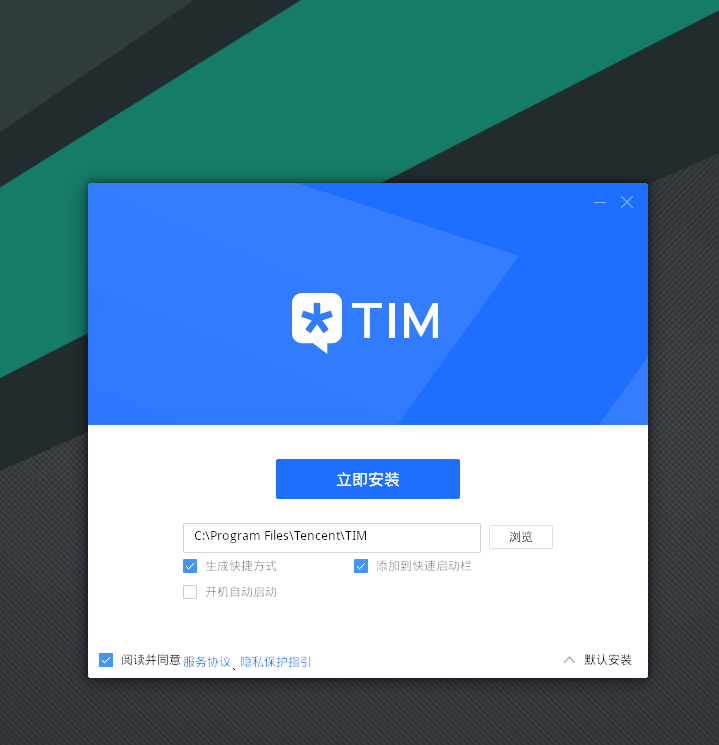 TIM
立即安装
C:\Program Files\Tencent\TIM
浏览
生成快捷方式 添加到快速启动栏
开机自动启动
阅读并同意服务协议、隐私保护指引 默认安装